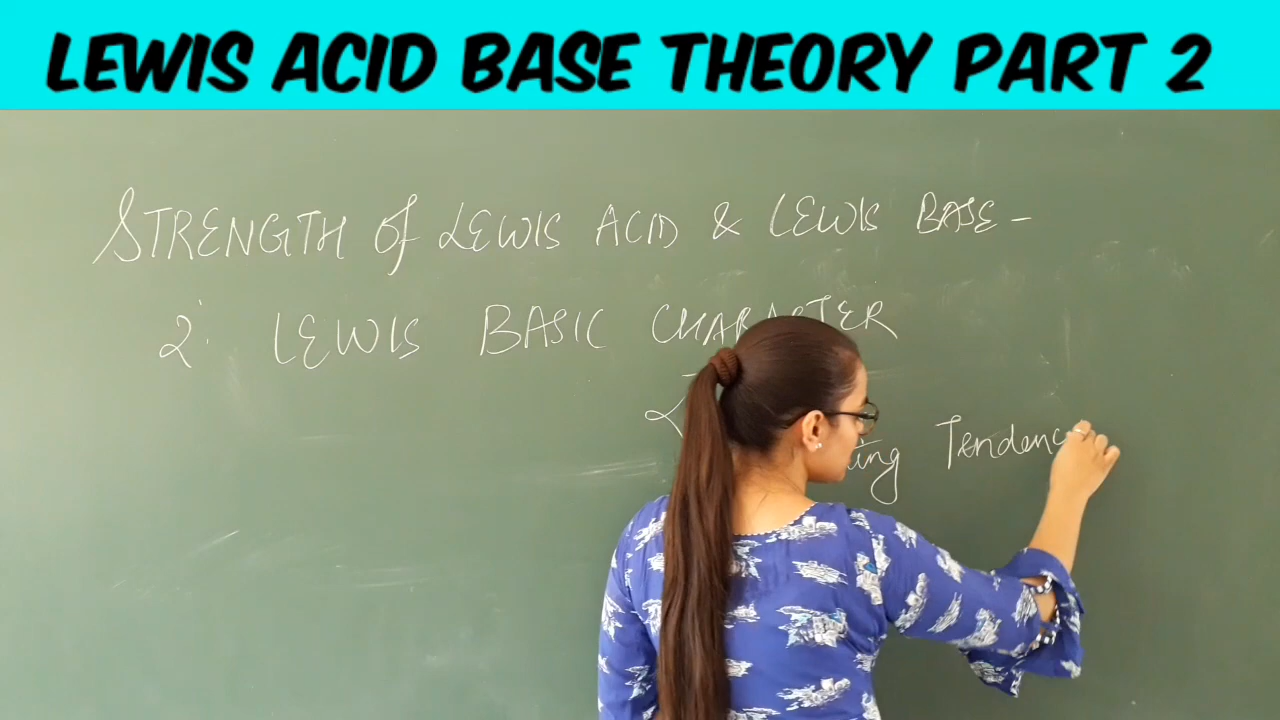 LEWIS ACID BASE THEORY PART 2
STRENGTH Of LEWIS ACID & LEWIS BASE -
2. LEWIS BASIC CHARACTER
Tendenc